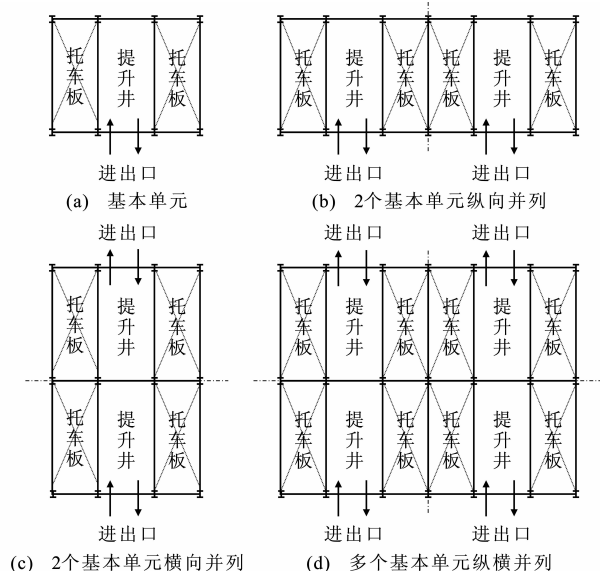 托车板 提升井 托车板
进出口
(a) 基本单元
托车板 提升井 托车板 托车板 提升井 托车板
进出口 进出口
(b) 2个基本单元纵向并列
进出口
托车板 提升井 托车板
托车板 提升井 托车板
进出口
(c) 2个基本单元横向并列
进出口 进出口
托车板 提升井 托车板 托车板 提升井 托车板
托车板 提升井 托车板 托车板 提升井 托车板
进出口 进出口
(d) 多个基本单元纵横并列